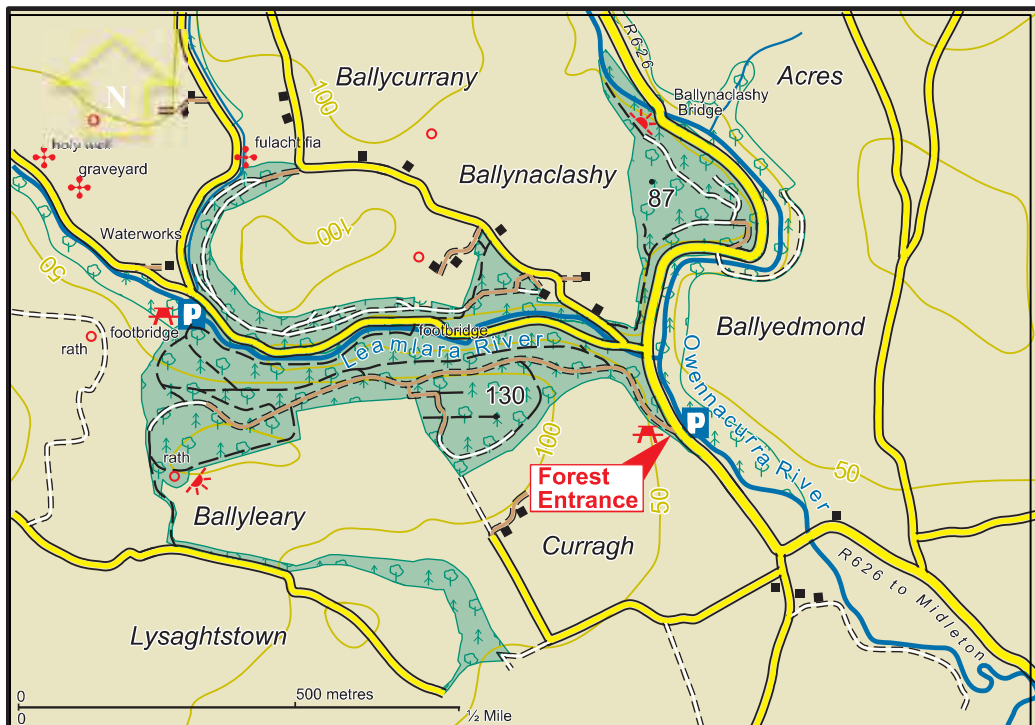 N
Ballycurrany
100
R626
Acres
Ballynaclashy
Bridge
holy well
graveyard
fulacht fia
Ballynaclashy
87
100
Waterworks
50
footbridge
P
rath
footbridge
Leamlara River
Ballyedmond
Owennacurra River
130
100
P
50
rath
Forest
Entrance
50
Ballyleary
Curragh
R626 to Midleton
Lysaghtstown
0
500 metres
0
½ Mile